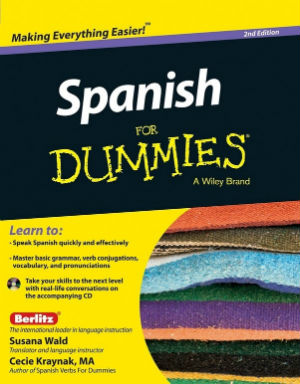 Making Everything Easier!™
2nd Edition
Spanish
FOR
DUMMIES®
A Wiley Brand
Learn to:
• Speak Spanish quickly and effectively
• Master basic grammar, verb conjugations,
vocabulary, and pronunciations
Take your skills to the next level
with real-life conversations on
the accompanying CD
Berlitz
The international leader in language instruction
Susana Wald
Translator and language instructor
Cecie Kraynak, MA
Author of Spanish Verbs For Dummies